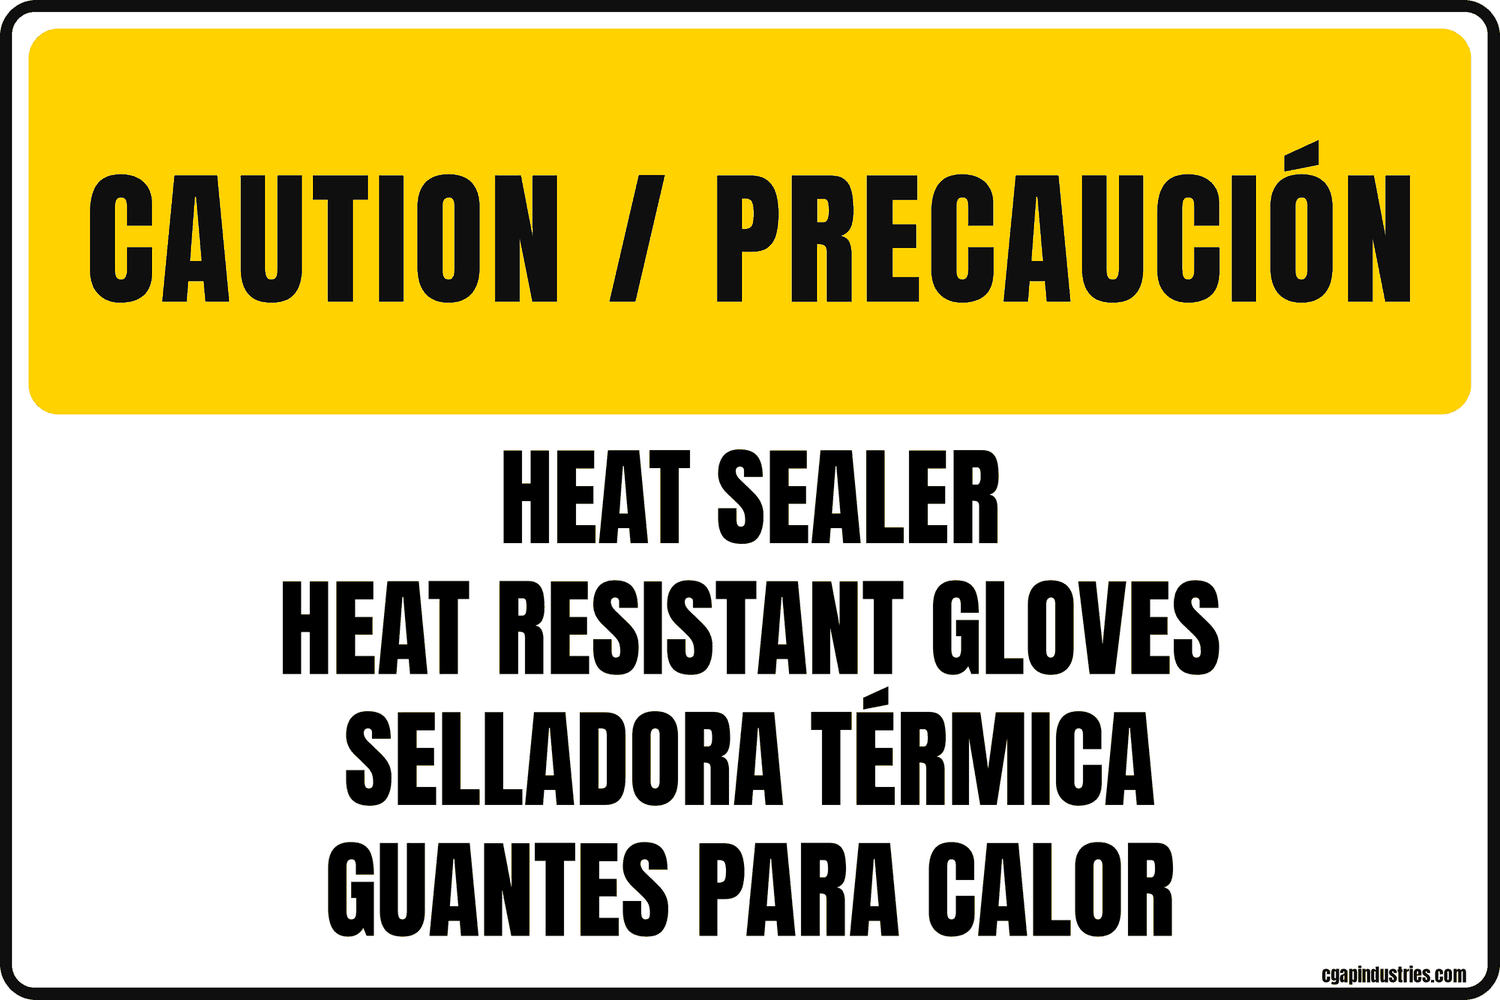 CAUTION / PRECAUCIÓN
HEAT SEALER
HEAT RESISTANT GLOVES
SELLADORA TÉRMICA
GUANTES PARA CALOR
cgapindustries.com